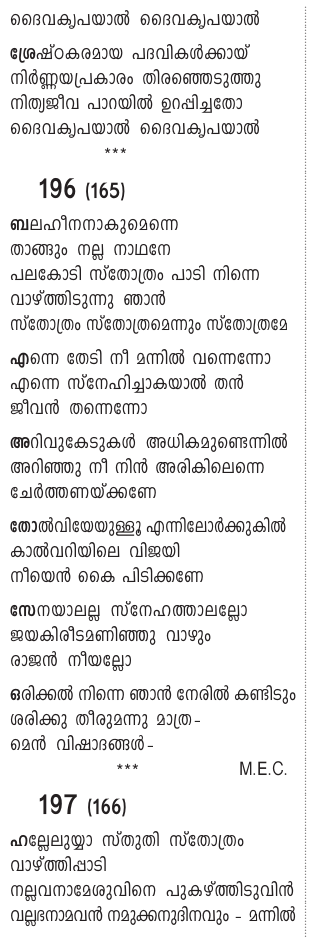 ദൈവകൃപയാൽ ദൈവകൃപയാൽ
ശ്രേഷ്ഠകരമായ പദവികൾക്കായ്
നിർണ്ണയപ്രകാരം തിരഞ്ഞെടുത്തു
നിത്യജീവ പാറയിൽ ഉറപ്പിച്ചതോ
ദൈവകൃപയാൽ ദൈവകൃപയാൽ
***
196 (165)
ബലഹീനനാകുമെന്നെ
താങ്ങും നല്ല നാഥനേ
പലകോടി സ്തോത്രം പാടി നിന്നെ
വാഴ്ത്തിടുന്നു ഞാൻ
സ്തോത്രം സ്തോത്രമെന്നും സ്തോത്രമേ
എന്നെ തേടി നീ മന്നിൽ വന്നെന്നോ
എന്നെ സ്നേഹിച്ചാകയാൽ തൻ
ജീവൻ തന്നെന്നോ
അറിവുകേടുകൾ അധികമുണ്ടെന്നിൽ
അറിഞ്ഞു നീ നിൻ അരികിലെന്നെ
ചേർത്തണയ്ക്കണേ
തോൽവിയേയുള്ളൂ എന്നിലോർക്കുകിൽ
കാൽവറിയിലെ വിജയി
നീയെൻ കൈ പിടിക്കണേ
സേനയാലല്ല സ്നേഹത്താലല്ലോ
ജയകിരീടമണിഞ്ഞു വാഴും
രാജൻ നീയല്ലോ
ഒരിക്കൽ നിന്നെ ഞാൻ നേരിൽ കണ്ടിടും
ശരിക്കു തീരുമന്നു മാത്ര-
മെൻ വിഷാദങ്ങൾ-
*** M.E.C.
197 (166)
ഹല്ലേലുയ്യാ സ്തുതി സ്തോത്രം
വാഴ്ത്തിപ്പാടി
നല്ലവനാമേശുവിനെ പുകഴ്ത്തിടുവിൻ
വല്ലഭനാമവൻ നമുക്കനുദിനവും - മന്നിൽ